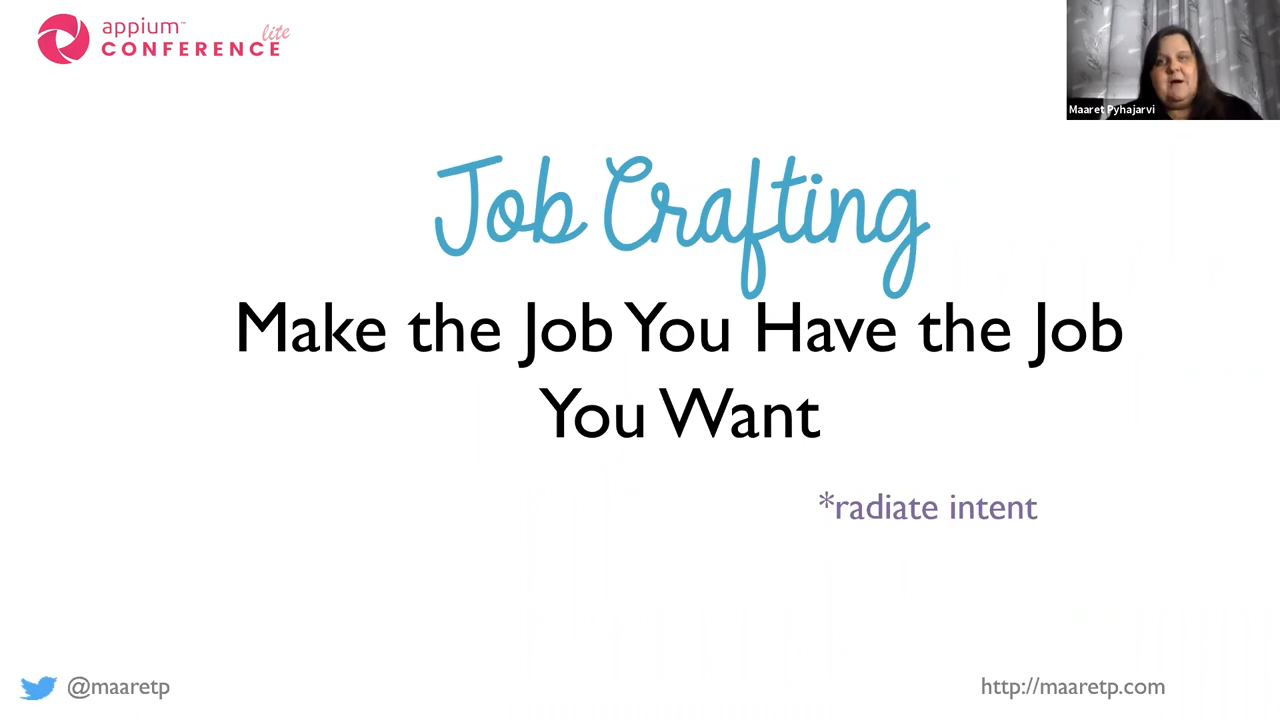 appium™
CONFERENCE lite
Maaret Pyhajarvi
Job Crafting
Make the Job You Have the Job
You Want
*radiate intent
@maaretp
http://maaretp.com